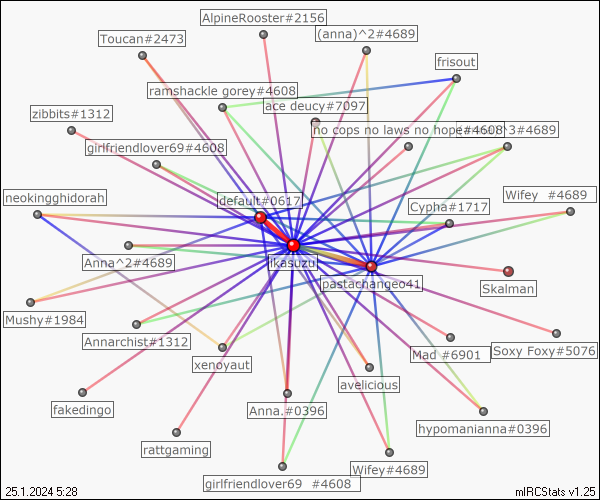 AlpineRooster#2156
Toucan#2473
(anna)^2#4689
frisout
ramshackle gorey#4608
ace deucy#7097
zibbits#1312
no cops no laws no hope#4608
^3#4689
girlfriendlover69#4608
neokingghidorah
default#0617
Cypha#1717
Wifey  #4689
Anna^2#4689
ikasuzu
pastachangeo41
Skalman
Mushy#1984
Annarchist#1312
xenoyaut
Mad #6901
Soxy Foxy#5076
avelicious
fakedingo
Anna.#0396
hypomanianna#0396
rattgaming
girlfriendlover69  #4608
Wifey#4689
25.1.2024 5:28
mIRCStats v1.25